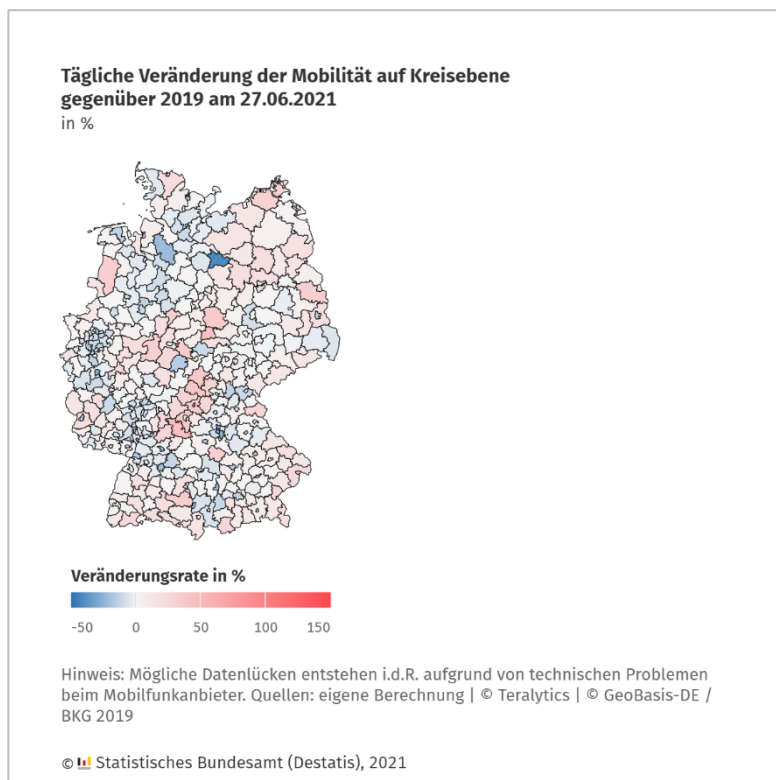 Tägliche Veränderung der Mobilität auf Kreisebene
gegenüber 2019 am 27.06.2021
in %
Veränderungsrate in %
-50 0 50 100 150
Hinweis: Mögliche Datenlücken entstehen i.d.R. aufgrund von technischen Problemen
beim Mobilfunkanbieter. Quellen: eigene Berechnung | © Teralytics | © GeoBasis-DE /
BKG 2019
© Statistisches Bundesamt (Destatis), 2021